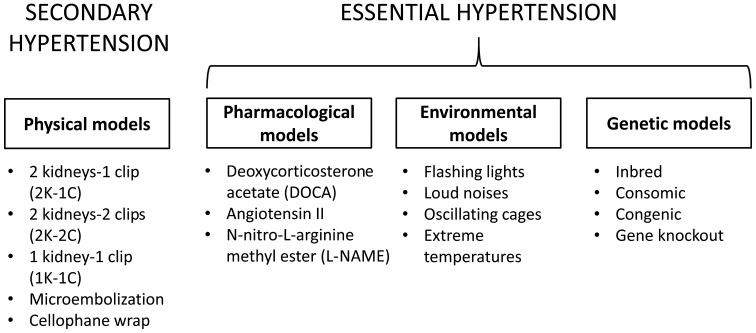 SECONDARY
HYPERTENSION
ESSENTIAL HYPERTENSION
Physical models
• 2 kidneys-1 clip
(2K-1C)
• 2 kidneys-2 clips
(2K-2C)
• 1 kidney-1 clip
(1K-1C)
• Microembolization
• Cellophane wrap
Pharmacological
models
• Deoxycorticosterone
acetate (DOCA)
• Angiotensin II
• N-nitro-L-arginine
methyl ester (L-NAME)
Environmental
models
• Flashing lights
• Loud noises
• Oscillating cages
• Extreme
temperatures
Genetic models
• Inbred
• Consomic
• Congenic
• Gene knockout